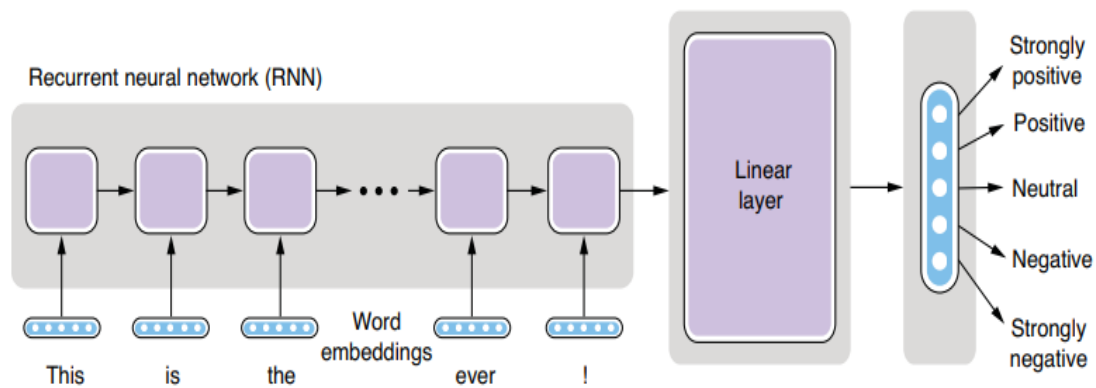 Recurrent neural network (RNN)
This
is
the
Word
embeddings
ever
!
Linear
layer
Strongly
positive
Positive
Neutral
Negative
Strongly
negative